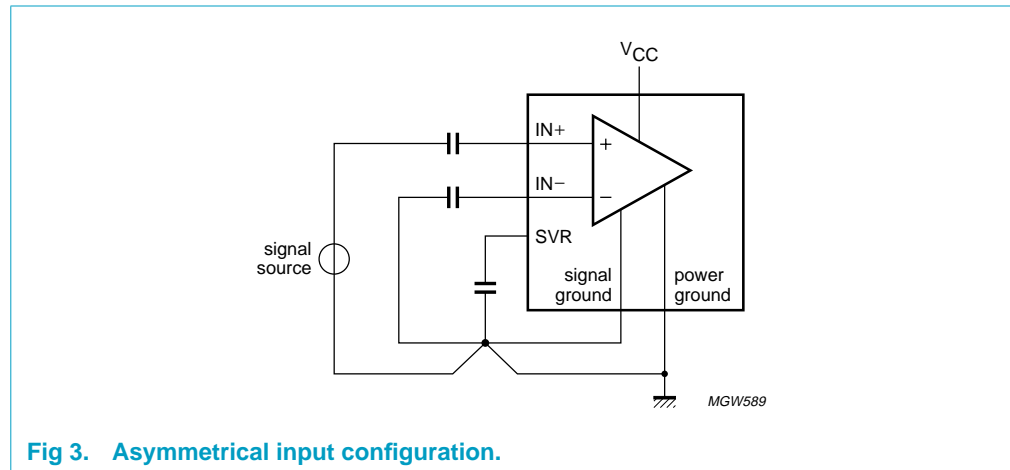 VCC
IN+
+
IN−
−
SVR
signal
source
signal
ground
power
ground
MGW589
Fig 3. Asymmetrical input configuration.